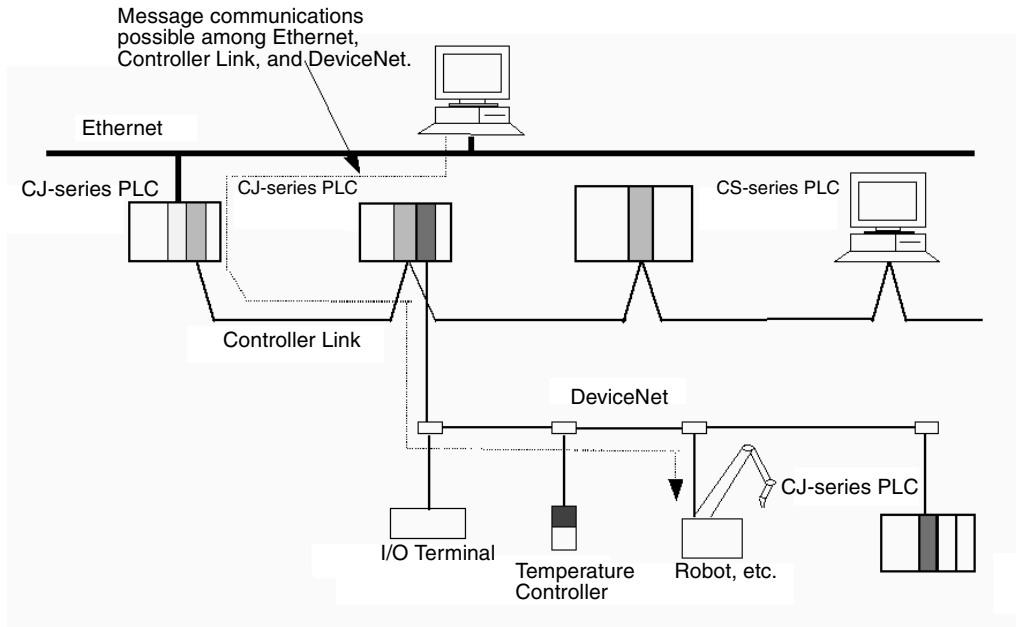 Message communications
possible among Ethernet,
Controller Link, and DeviceNet.
Ethernet
CJ-series PLC
CJ-series PLC
CS-series PLC
Controller Link
DeviceNet
CJ-series PLC
I/O Terminal
Temperature
Controller
Robot, etc.